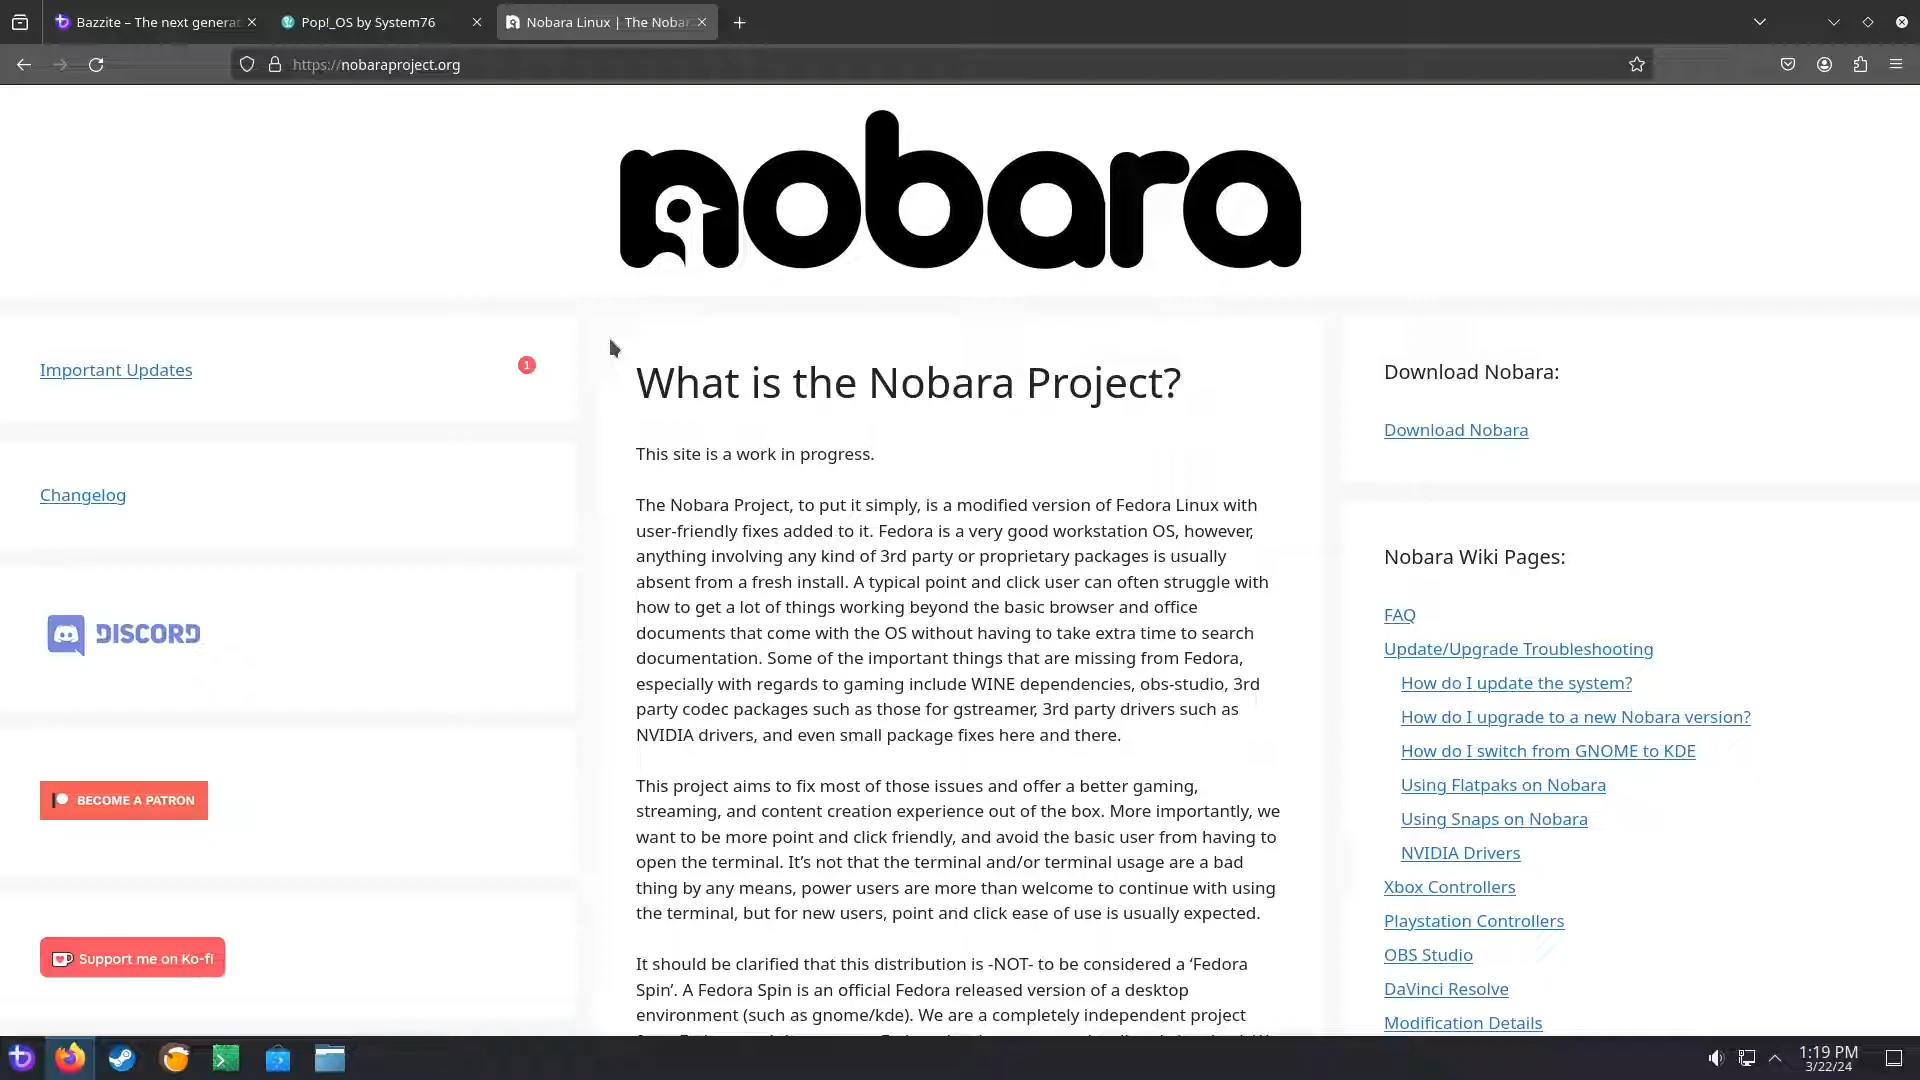 Bazzite – The next generat
Pop!_OS by System76
Nobara Linux | The Nobar
https://nobaraproject.org
nobara
Important Updates
1
Changelog
DISCORD
BECOME A PATRON
Support me on Ko-fi
What is the Nobara Project?
This site is a work in progress.
The Nobara Project, to put it simply, is a modified version of Fedora Linux with
user-friendly fixes added to it. Fedora is a very good workstation OS, however,
anything involving any kind of 3rd party or proprietary packages is usually
absent from a fresh install. A typical point and click user can often struggle with
how to get a lot of things working beyond the basic browser and office
documents that come with the OS without having to take extra time to search
documentation. Some of the important things that are missing from Fedora,
especially with regards to gaming include WINE dependencies, obs-studio, 3rd
party codec packages such as those for gstreamer, 3rd party drivers such as
NVIDIA drivers, and even small package fixes here and there.
This project aims to fix most of those issues and offer a better gaming,
streaming, and content creation experience out of the box. More importantly, we
want to be more point and click friendly, and avoid the basic user from having to
open the terminal. It’s not that the terminal and/or terminal usage are a bad
thing by any means, power users are more than welcome to continue with using
the terminal, but for new users, point and click ease of use is usually expected.
It should be clarified that this distribution is -NOT- to be considered a ‘Fedora
Spin’. A Fedora Spin is an official Fedora released version of a desktop
environment (such as gnome/kde). We are a completely independent project
Download Nobara:
Download Nobara
Nobara Wiki Pages:
FAQ
Update/Upgrade Troubleshooting
How do I update the system?
How do I upgrade to a new Nobara version?
How do I switch from GNOME to KDE
Using Flatpaks on Nobara
Using Snaps on Nobara
NVIDIA Drivers
Xbox Controllers
Playstation Controllers
OBS Studio
DaVinci Resolve
Modification Details
1:19 PM
3/22/24